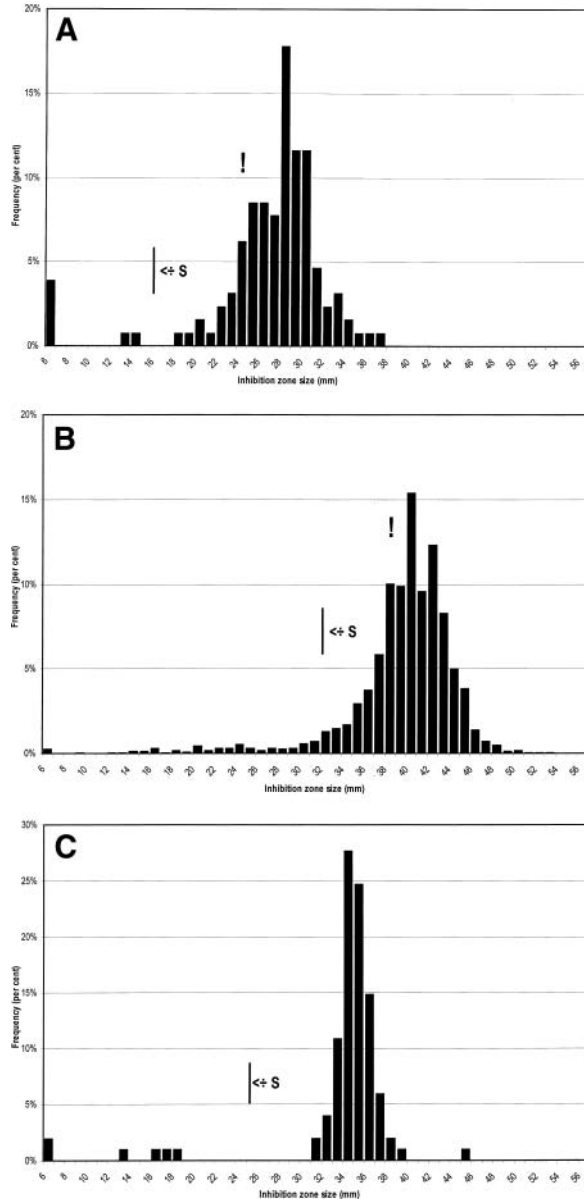 A
20%
15%
10%
5%
0%
Frequency (per cent)
!
<÷ S
6 8 10 12 14 16 18 20 22 24 26 28 30 32 34 36 38 40 42 44 46 48 50 52 54 56
Inhibition zone size (mm)
B
20%
15%
10%
5%
0%
Frequency (per cent)
!
<÷ S
6 8 10 12 14 16 18 20 22 24 26 28 30 32 34 36 38 40 42 44 46 48 50 52 54 56
Inhibition zone size (mm)
C
30%
25%
20%
15%
10%
5%
0%
Frequency (per cent)
<÷ S
6 8 10 12 14 16 18 20 22 24 26 28 30 32 34 36 38 40 42 44 46 48 50 52 54 56
Inhibition zone size (mm)